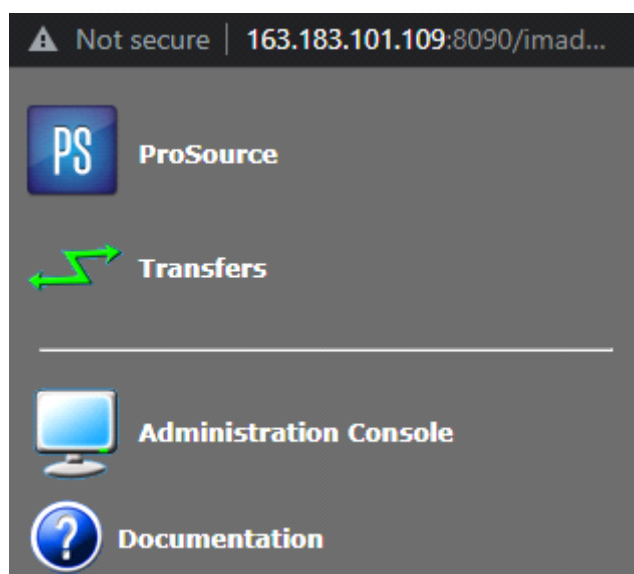 Not secure | 163.183.101.109:8090/imad...
PS ProSource
Transfers
Administration Console
? Documentation